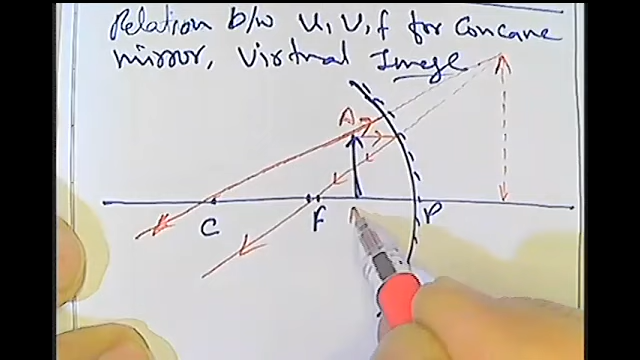 Relation b/w u, v, f for Concave
mirror, Virtual Image
A
C
F
P